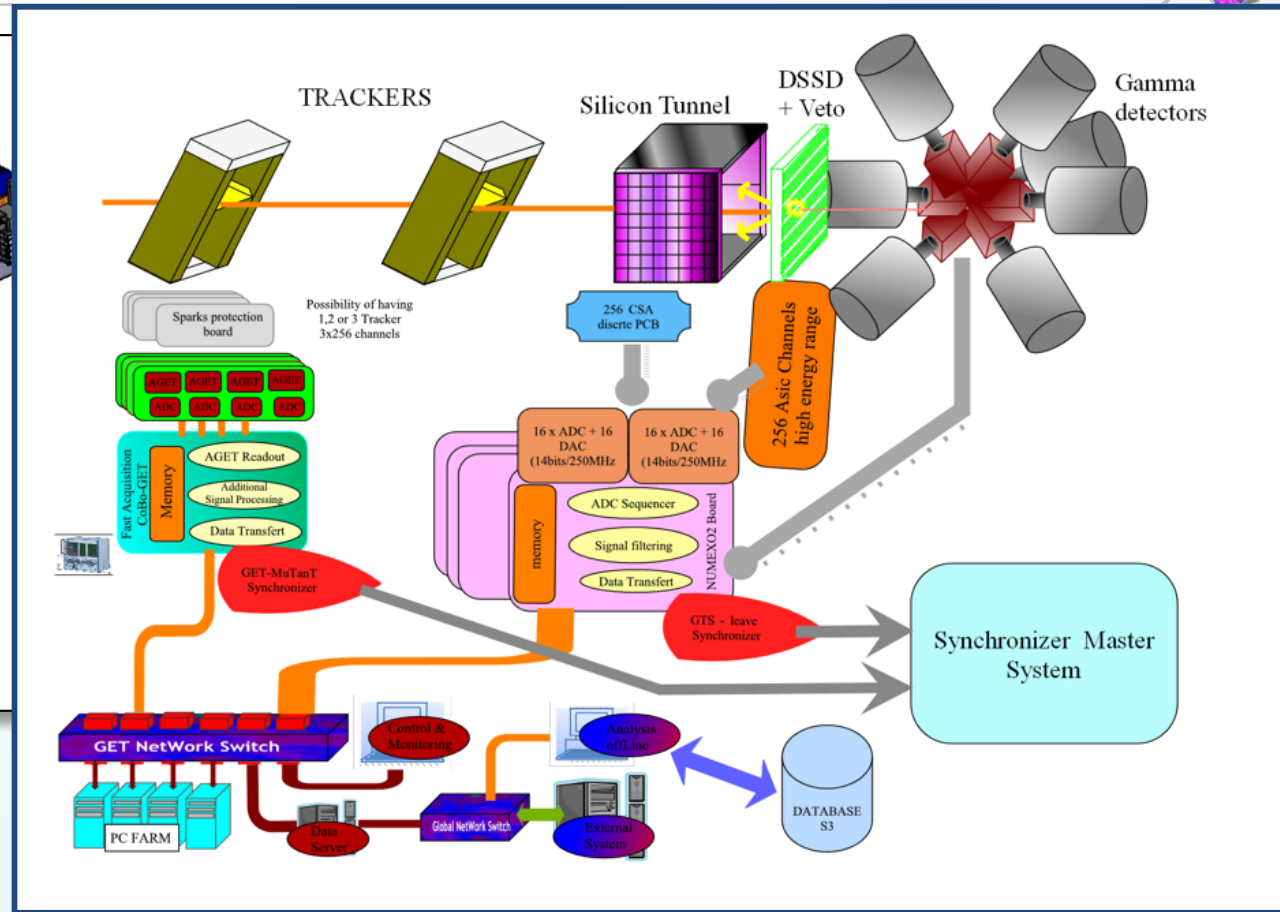 TRACKERS
Silicon Tunnel
DSSD
+ Veto
Gamma
detectors
Sparks protection
board
Possibility of having
1,2 or 3 Tracker
3x256 channels
256 CSA
discrte PCB
256 Asic Channels
high energy range
AGET AGET AGET AGET
ADC ADC ADC ADC
Fast Acquisition
CoBo-GET
Memory
AGET Readout
Additional
Signal Processing
Data Transfert
16 x ADC + 16
DAC
(14bits/250MHz
16 x ADC + 16
DAC
(14bits/250MHz
memory
ADC Sequencer
Signal filtering
Data Transfert
NUMEXO2 Board
GET-MuTanT
Synchronizer
GTS - leave
Synchronizer
Synchronizer Master
System
GET NetWork Switch
Control &
Monitoring
Analysis
offLine
PC FARM
Data
Server
Global NetWork Switch
External
System
DATABASE
S3